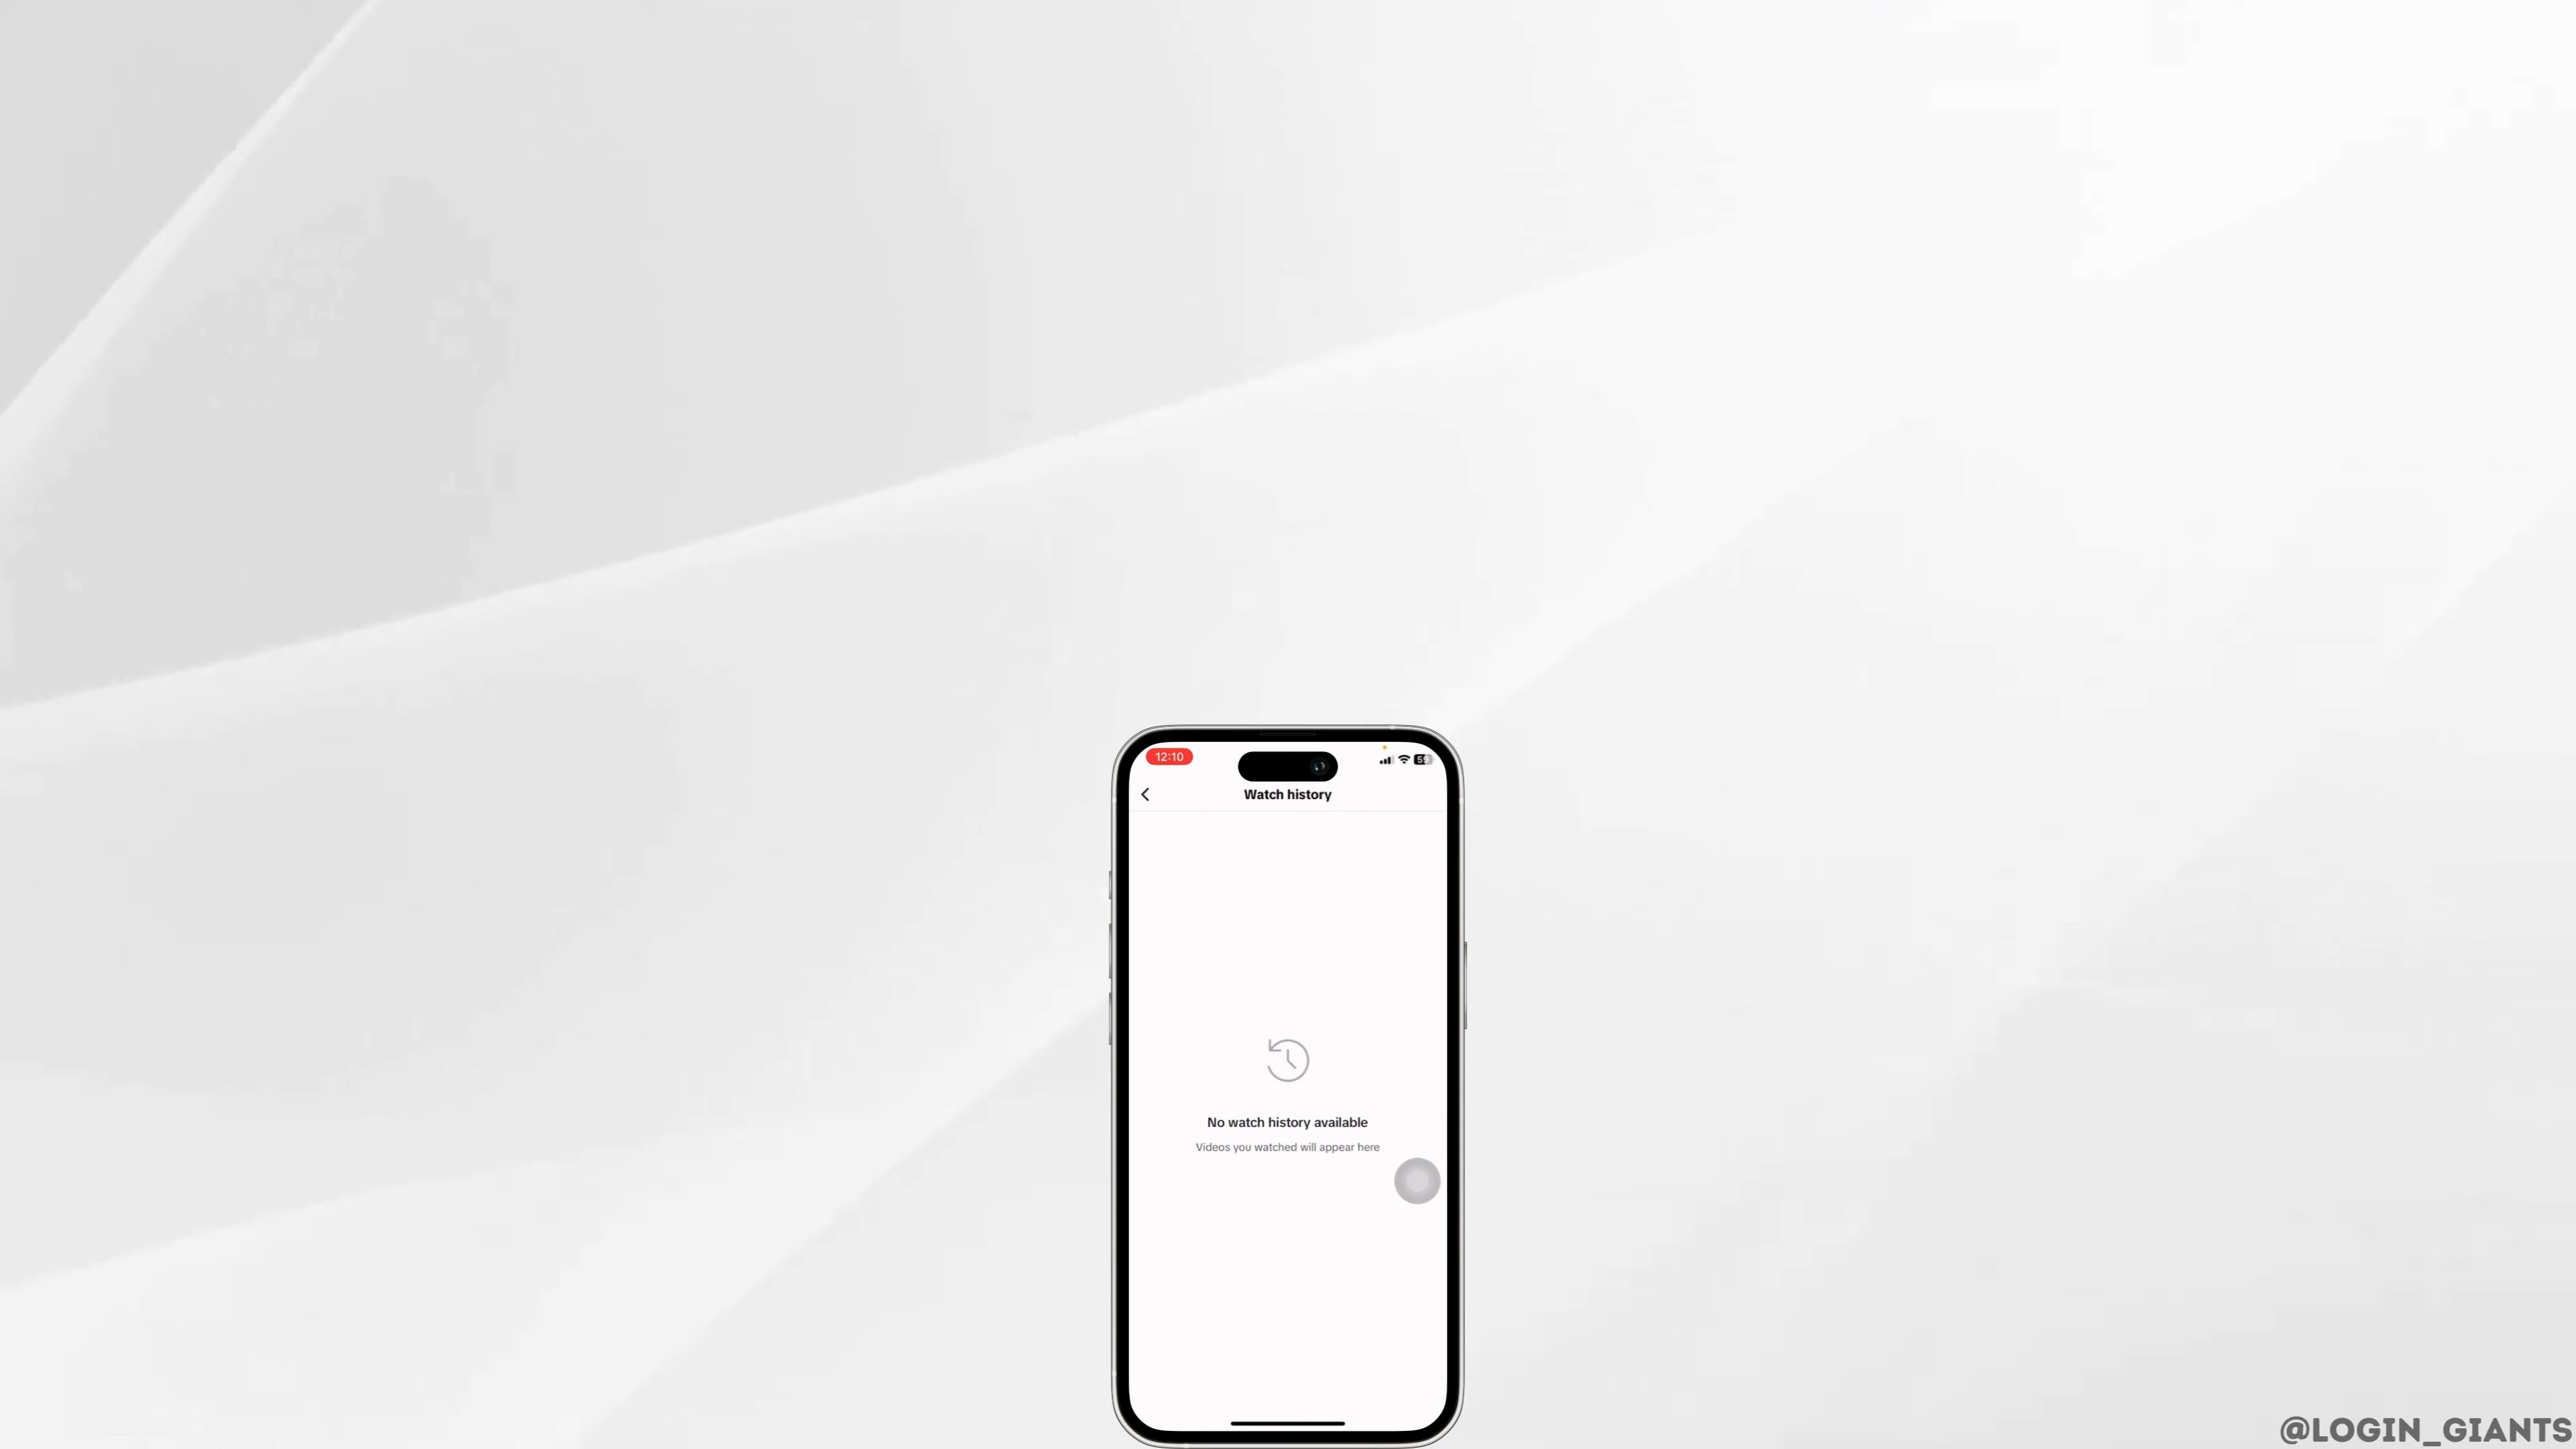 12:10
Watch history
No watch history available
Videos you watched will appear here
@LOGIN_GIANTS